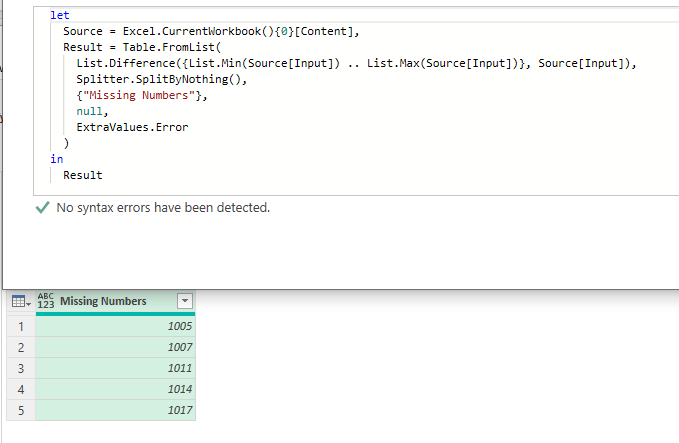 let
Source = Excel.CurrentWorkbook(){0}[Content],
Result = Table.FromList(
List.Difference({List.Min(Source[Input]) .. List.Max(Source[Input])}, Source[Input]),
Splitter.SplitByNothing(),
{"Missing Numbers"},
null,
ExtraValues.Error
)
in
Result
No syntax errors have been detected.
ABC
123 Missing Numbers
1 1005
2 1007
3 1011
4 1014
5 1017